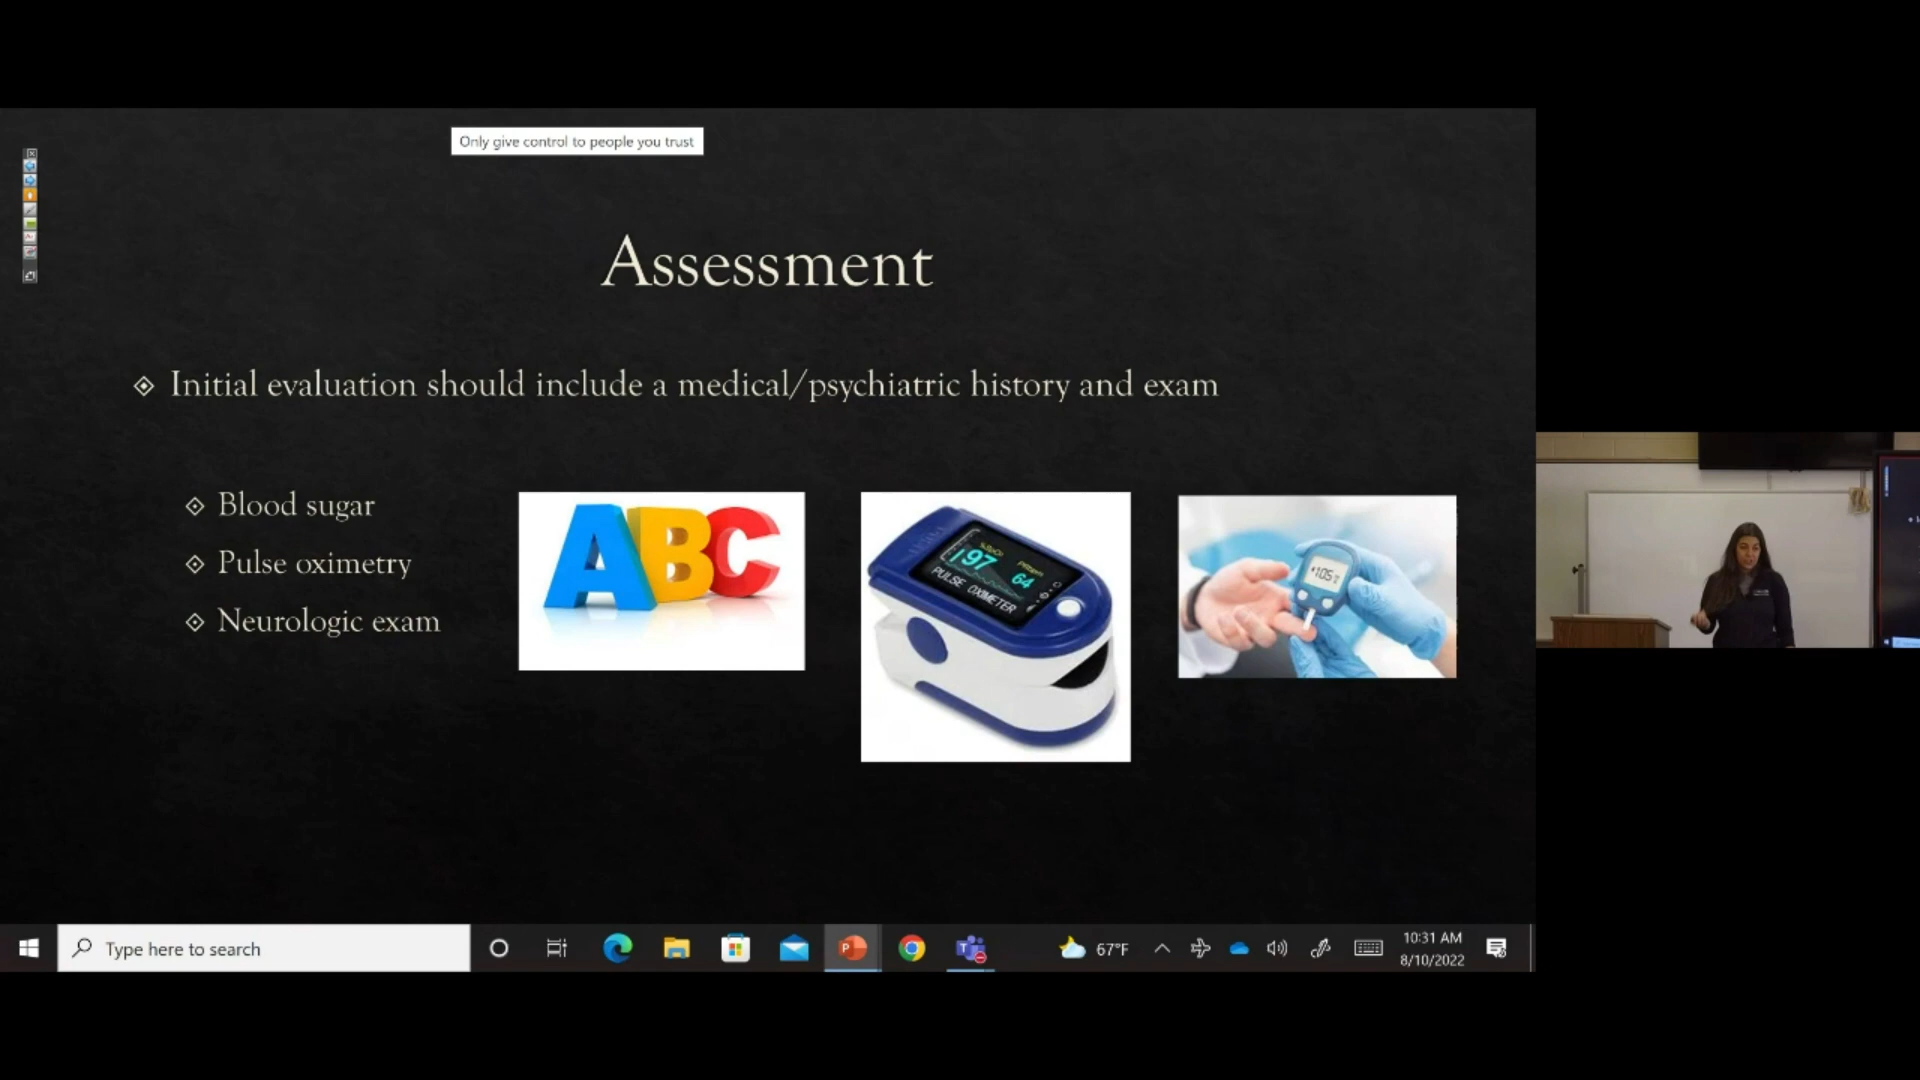 Only give control to people you trust
Assessment
Initial evaluation should include a medical/psychiatric history and exam
Blood sugar
Pulse oximetry
Neurologic exam
ABC
%SpO2
PRbpm
97
64
PULSE OXIMETER
105
Type here to search
67°F
10:31 AM
8/10/2022